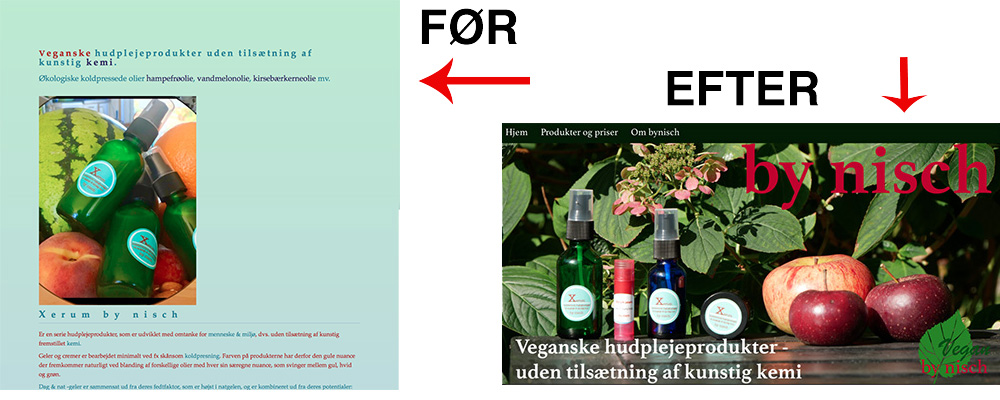 FØR
EFTER
Veganske hudplejeprodukter uden tilsætning af
kunstig kemi.
Økologiske koldpressede olier hampefrøolie, vandmelonolie, kirsebærkerneolie mv.
X
X
Xerum by nisch
Er en serie hudplejeprodukter, som er udviklet med omtanke for menneske & miljø, dvs. uden tilsætning af kunstig
fremstillet kemi.
Geler og cremer er bearbejdet minimalt ved fx skånsom koldpresning. Farven på produkterne har derfor den gule nuance
der fremkommer naturligt ved blanding af forskellige olier med hver sin særegne nuance, som svinger mellem gul, hvid
og grøn.
Dag & nat -geler er sammensat ud fra deres fedtfaktor, som er højst i natgelen, og er kombineret ud fra deres potentialer:
Hjem Produkter og priser Om bynisch
by nisch
Xerum
Xerum
Xerum
Veganske hudplejeprodukter -
uden tilsætning af kunstig kemi
Vegan
by nisch